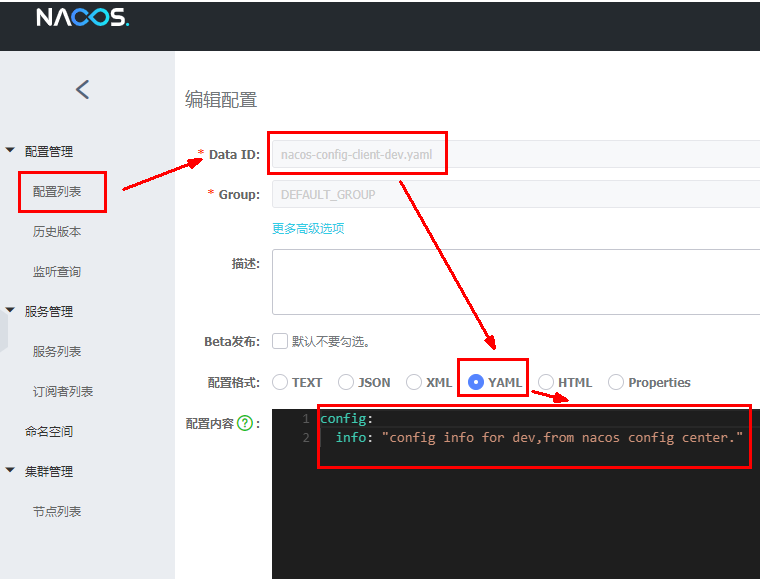 NACOS.
编辑配置
配置管理
配置列表
历史版本
监听查询
服务管理
服务列表
订阅者列表
命名空间
集群管理
节点列表
* Data ID: nacos-config-client-dev.yaml
* Group: DEFAULT_GROUP
更多高级选项
描述:
Beta发布: 默认不要勾选。
配置格式: TEXT JSON XML YAML HTML Properties
配置内容 ? :
1 config:
2 info: "config info for dev,from nacos config center."